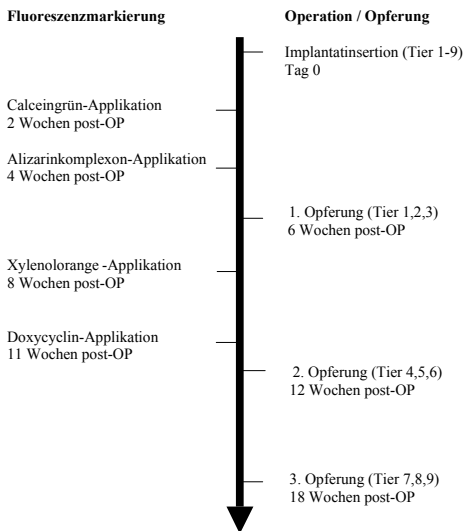 Fluoreszenzmarkierung
Operation / Opferung
Implantatinsertion (Tier 1-9)
Tag 0
Calceingrün-Applikation
2 Wochen post-OP
Alizarinkomplexon-Applikation
4 Wochen post-OP
1. Opferung (Tier 1,2,3)
6 Wochen post-OP
Xylenolorange -Applikation
8 Wochen post-OP
Doxycyclin-Applikation
11 Wochen post-OP
2. Opferung (Tier 4,5,6)
12 Wochen post-OP
3. Opferung (Tier 7,8,9)
18 Wochen post-OP